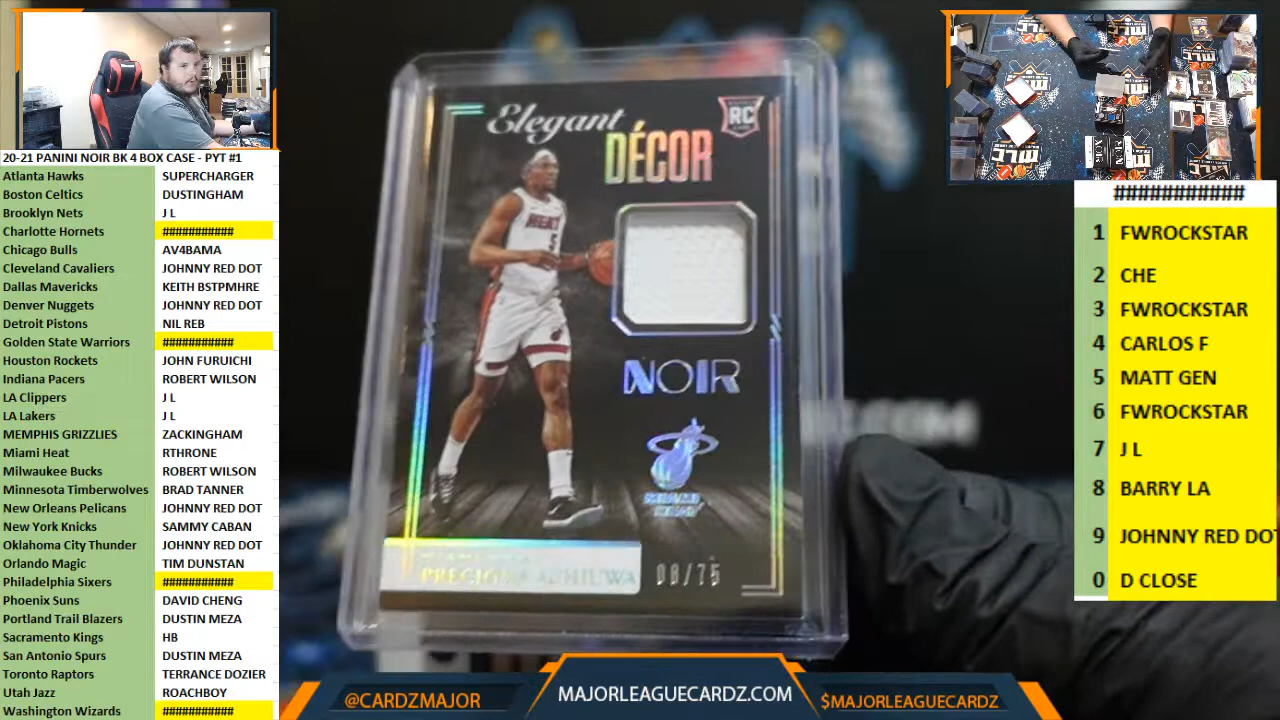 20-21 PANINI NOIR BK 4 BOX CASE - PYT #1
Atlanta Hawks SUPERCHARGER
Boston Celtics DUSTINGHAM
Brooklyn Nets J L
Charlotte Hornets ###########
Chicago Bulls AV4BAMA
Cleveland Cavaliers JOHNNY RED DOT
Dallas Mavericks KEITH BSTPMHRE
Denver Nuggets JOHNNY RED DOT
Detroit Pistons NIL REB
Golden State Warriors ###########
Houston Rockets JOHN FURUICHI
Indiana Pacers ROBERT WILSON
LA Clippers J L
LA Lakers J L
MEMPHIS GRIZZLIES ZACKINGHAM
Miami Heat RTHRONE
Milwaukee Bucks ROBERT WILSON
Minnesota Timberwolves BRAD TANNER
New Orleans Pelicans JOHNNY RED DOT
New York Knicks SAMMY CABAN
Oklahoma City Thunder JOHNNY RED DOT
Orlando Magic TIM DUNSTAN
Philadelphia Sixers ###########
Phoenix Suns DAVID CHENG
Portland Trail Blazers DUSTIN MEZA
Sacramento Kings HB
San Antonio Spurs DUSTIN MEZA
Toronto Raptors TERRANCE DOZIER
Utah Jazz ROACHBOY
Washington Wizards ###########
Elegant
DÉCOR
RC
HEAT
5
NOIR
PRECIOUS ACHIUWA
08/75
.COM
MLC
NOIR
###########
1 FWROCKSTAR
2 CHE
3 FWROCKSTAR
4 CARLOS F
5 MATT GEN
6 FWROCKSTAR
7 J L
8 BARRY LA
9 JOHNNY RED DOT
0 D CLOSE
@CARDZMAJOR
MAJORLEAGUECARDZ.COM
$MAJORLEAGUECARDZ